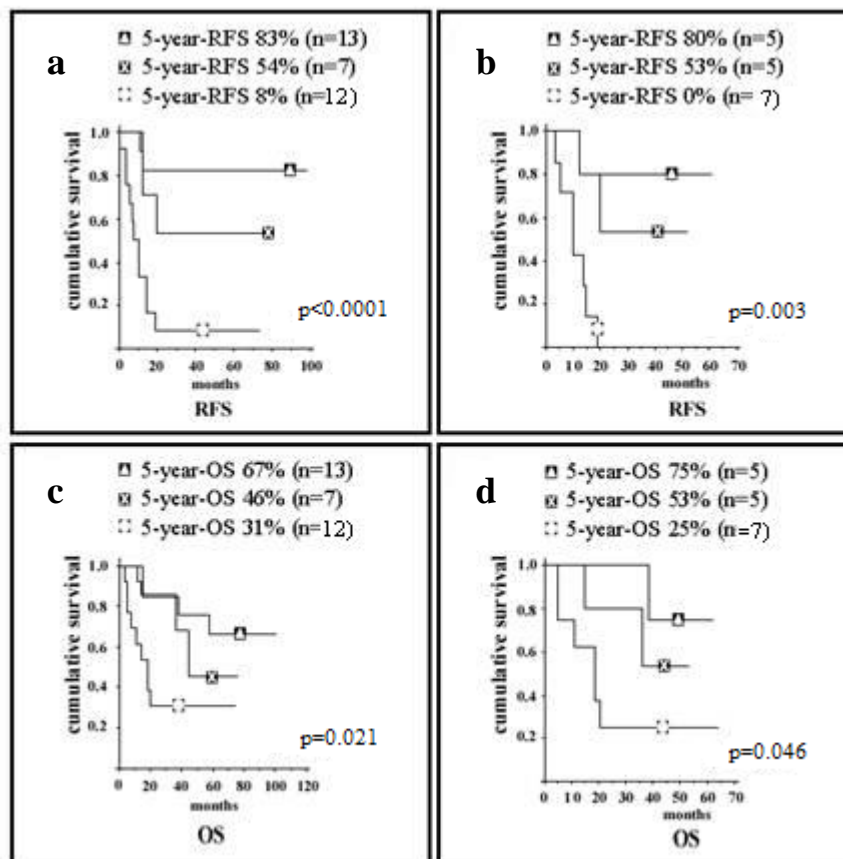 a
5-year-RFS 83% (n=13)
5-year-RFS 54% (n=7)
5-year-RFS 8% (n=12)
cumulative survival
1.0
0.8
0.6
0.4
0.2
p<0.0001
0 20 40 60 80 100
months
RFS
b
5-year-RFS 80% (n=5)
5-year-RFS 53% (n=5)
5-year-RFS 0% (n= 7)
cumulative survival
1.0
0.8
0.6
0.4
0.2
p=0.003
0 10 20 30 40 50 60 70
months
RFS
c
5-year-OS 67% (n=13)
5-year-OS 46% (n=7)
5-year-OS 31% (n=12)
cumulative survival
1.0
0.8
0.6
0.4
0.2
p=0.021
0 20 40 60 80 100 120
months
OS
d
5-year-OS 75% (n=5)
5-year-OS 53% (n=5)
5-year-OS 25% (n=7)
cumulative survival
1.0
0.8
0.6
0.4
0.2
p=0.046
0 10 20 30 40 50 60 70
months
OS